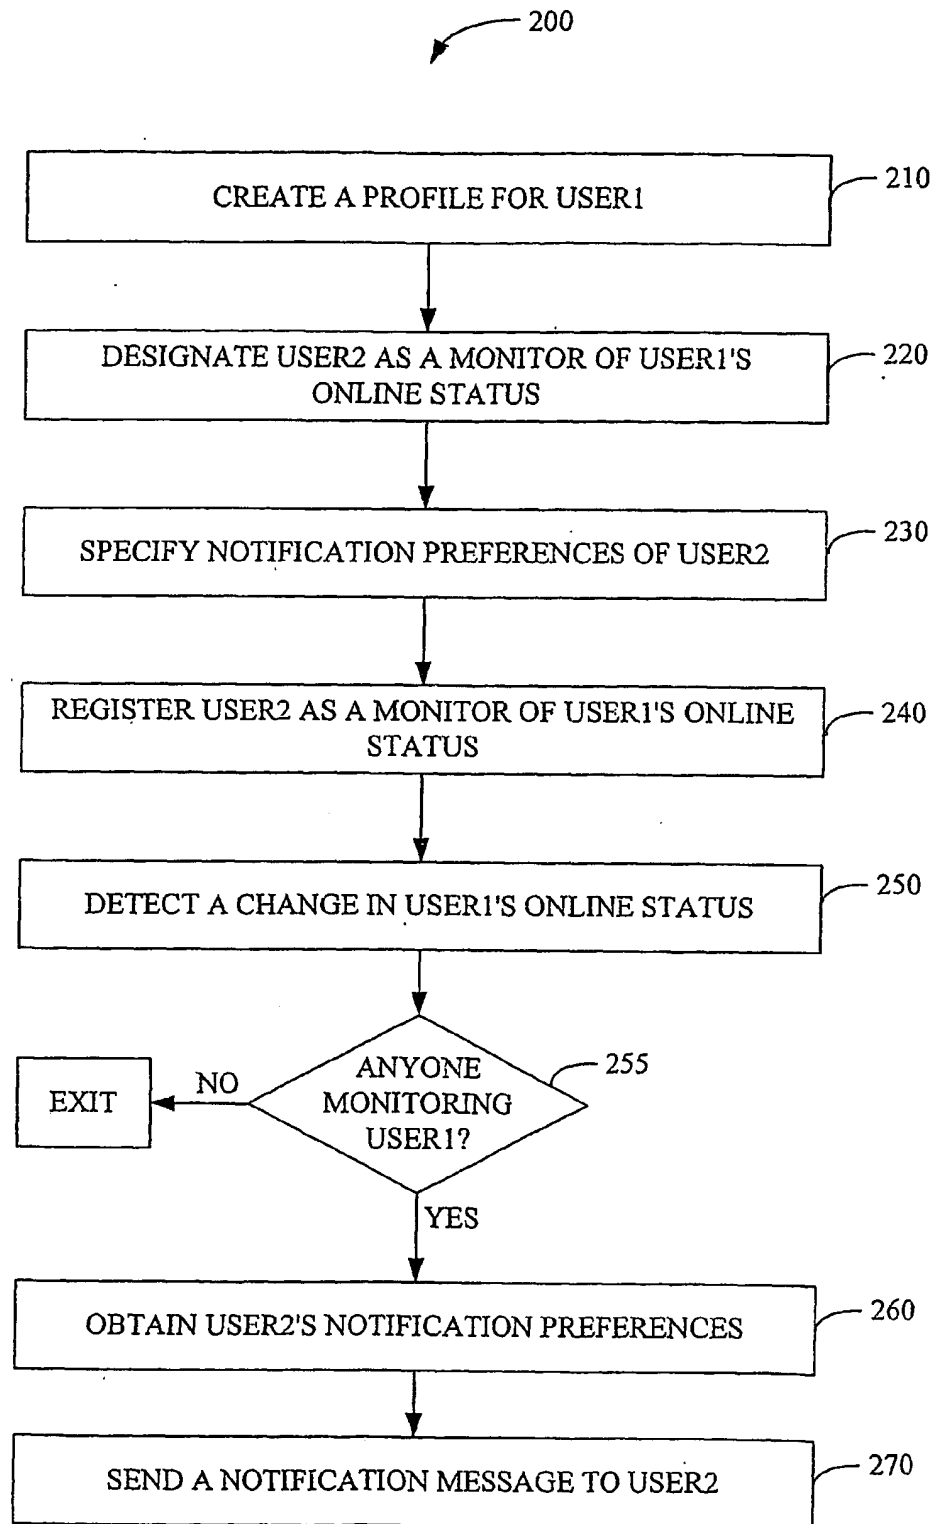 200
CREATE A PROFILE FOR USER1
210
DESIGNATE USER2 AS A MONITOR OF USER1'S
ONLINE STATUS
220
SPECIFY NOTIFICATION PREFERENCES OF USER2
230
REGISTER USER2 AS A MONITOR OF USER1'S ONLINE
STATUS
240
DETECT A CHANGE IN USER1'S ONLINE STATUS
250
ANYONE
MONITORING
USER1?
255
NO
EXIT
YES
OBTAIN USER2'S NOTIFICATION PREFERENCES
260
SEND A NOTIFICATION MESSAGE TO USER2
270